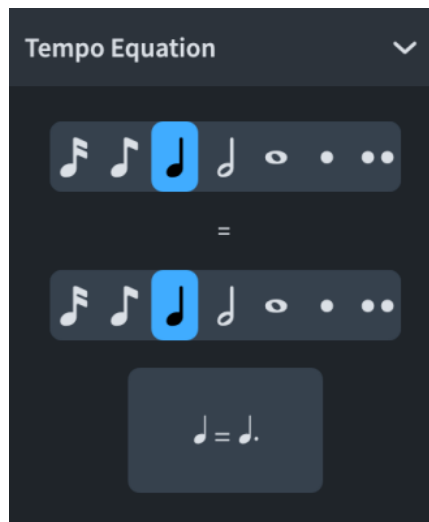 Tempo Equation
𝅘𝅥𝅯 𝅘𝅥𝅮 𝅘𝅥 𝅗𝅥 𝅝 • ••
=
𝅘𝅥𝅯 𝅘𝅥𝅮 𝅘𝅥 𝅗𝅥 𝅝 • ••
𝅘𝅥 = 𝅘𝅥.